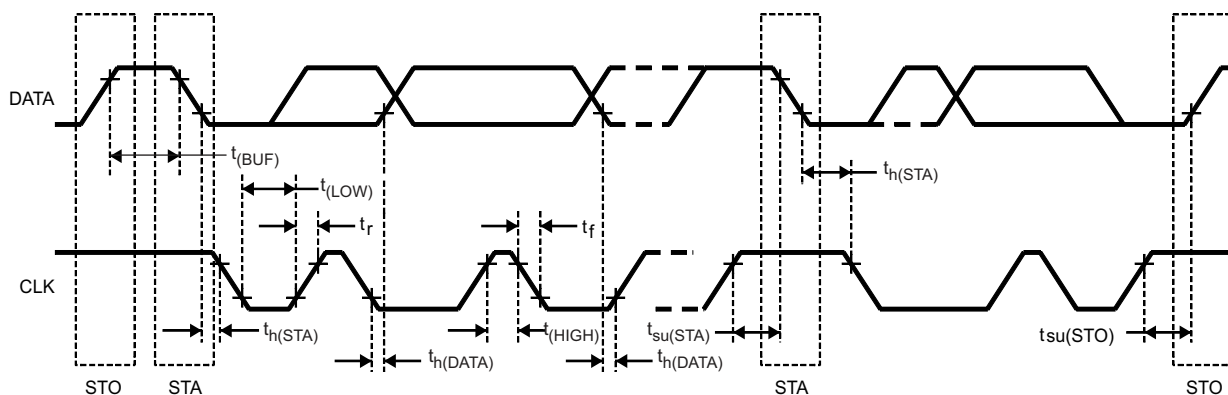 DATA
t(BUF)
t(LOW)
th(STA)
tr
tf
CLK
th(STA)
t(HIGH)
tsu(STA)
tsu(STO)
th(DATA)
th(DATA)
STO
STA
STA
STO